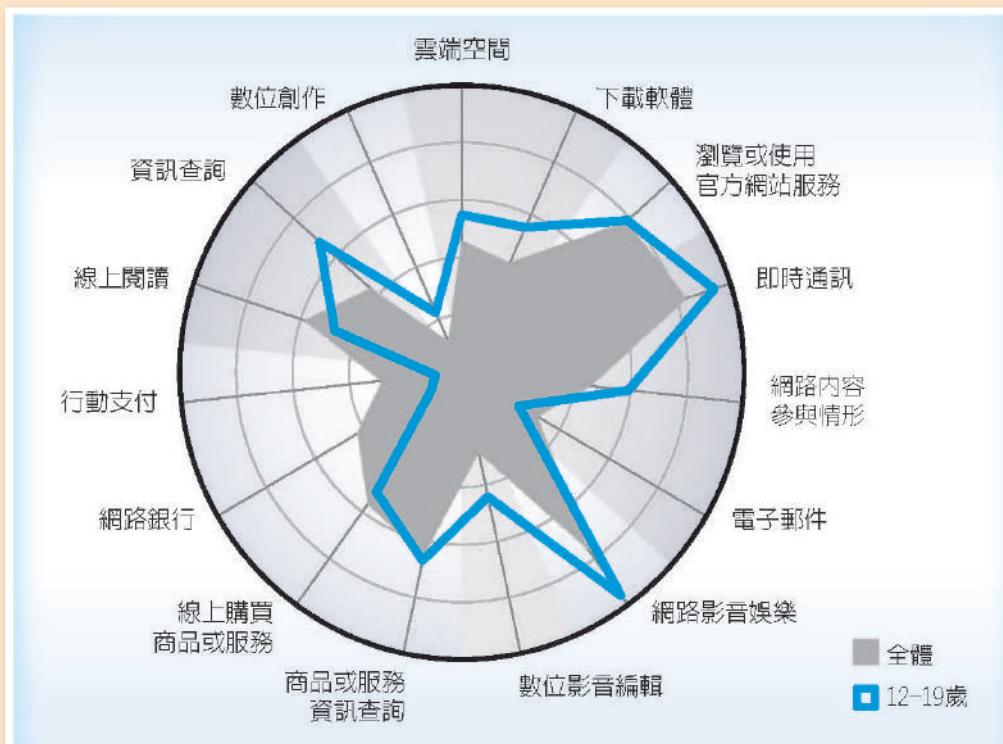 雲端空間
下載軟體
瀏覽或使用
官方網站服務
即時通訊
網路內容
參與情形
電子郵件
網路影音娛樂
數位影音編輯
商品或服務
資訊查詢
線上購買
商品或服務
網路銀行
行動支付
線上閱讀
資訊查詢
數位創作
全體
12-19歲